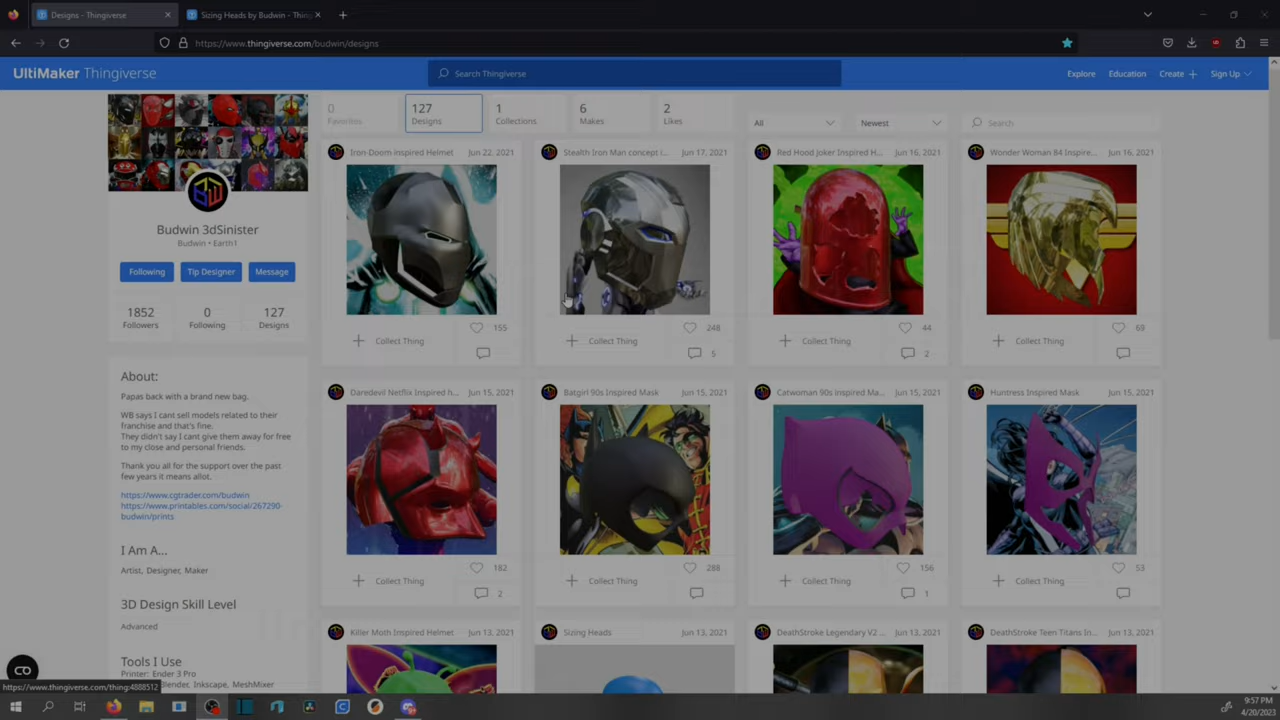 Designs - Thingiverse
Sizing Heads by Budwin - Thing
https://www.thingiverse.com/budwin/designs
UltiMaker Thingiverse
Search Thingiverse
Explore
Education
Create
Sign Up
0
Favorites
127
Designs
1
Collections
6
Makes
2
Likes
All
Newest
Search
Budwin 3dSinister
Budwin • Earth1
Following
Tip Designer
Message
1852
Followers
0
Following
127
Designs
About:
Papas back with a brand new bag.
WB says I cant sell models related to their
franchise and that's fine.
They didn't say I cant give them away for free
to my close and personal friends.
Thank you all for the support over the past
few years it means allot.
https://www.cgtrader.com/budwin
https://www.printables.com/social/267290-
budwin/prints
I Am A...
Artist, Designer, Maker
3D Design Skill Level
Advanced
Tools I Use
Printer: Ender 3 Pro
lender, Inkscape, MeshMixer
https://www.thingiverse.com/thing:4888512
Iron-Doom inspired Helmet Jun 22, 2021
Collect Thing
155
Stealth Iron Man concept i... Jun 17, 2021
Collect Thing
248
5
Red Hood Joker Inspired H... Jun 16, 2021
Collect Thing
44
2
Wonder Woman 84 Inspire... Jun 16, 2021
Collect Thing
69
Daredevil Netflix Inspired h... Jun 15, 2021
Collect Thing
182
2
Batgirl 90s Inspired Mask Jun 15, 2021
Collect Thing
288
Catwoman 90s inspired Ma... Jun 15, 2021
Collect Thing
156
1
Huntress Inspired Mask Jun 15, 2021
Collect Thing
53
Killer Moth Inspired Helmet Jun 13, 2021
Sizing Heads Jun 13, 2021
DeathStroke Legendary V2 ... Jun 13, 2021
DeathStroke Teen Titans In... Jun 13, 2021
9:57 PM
4/20/2023